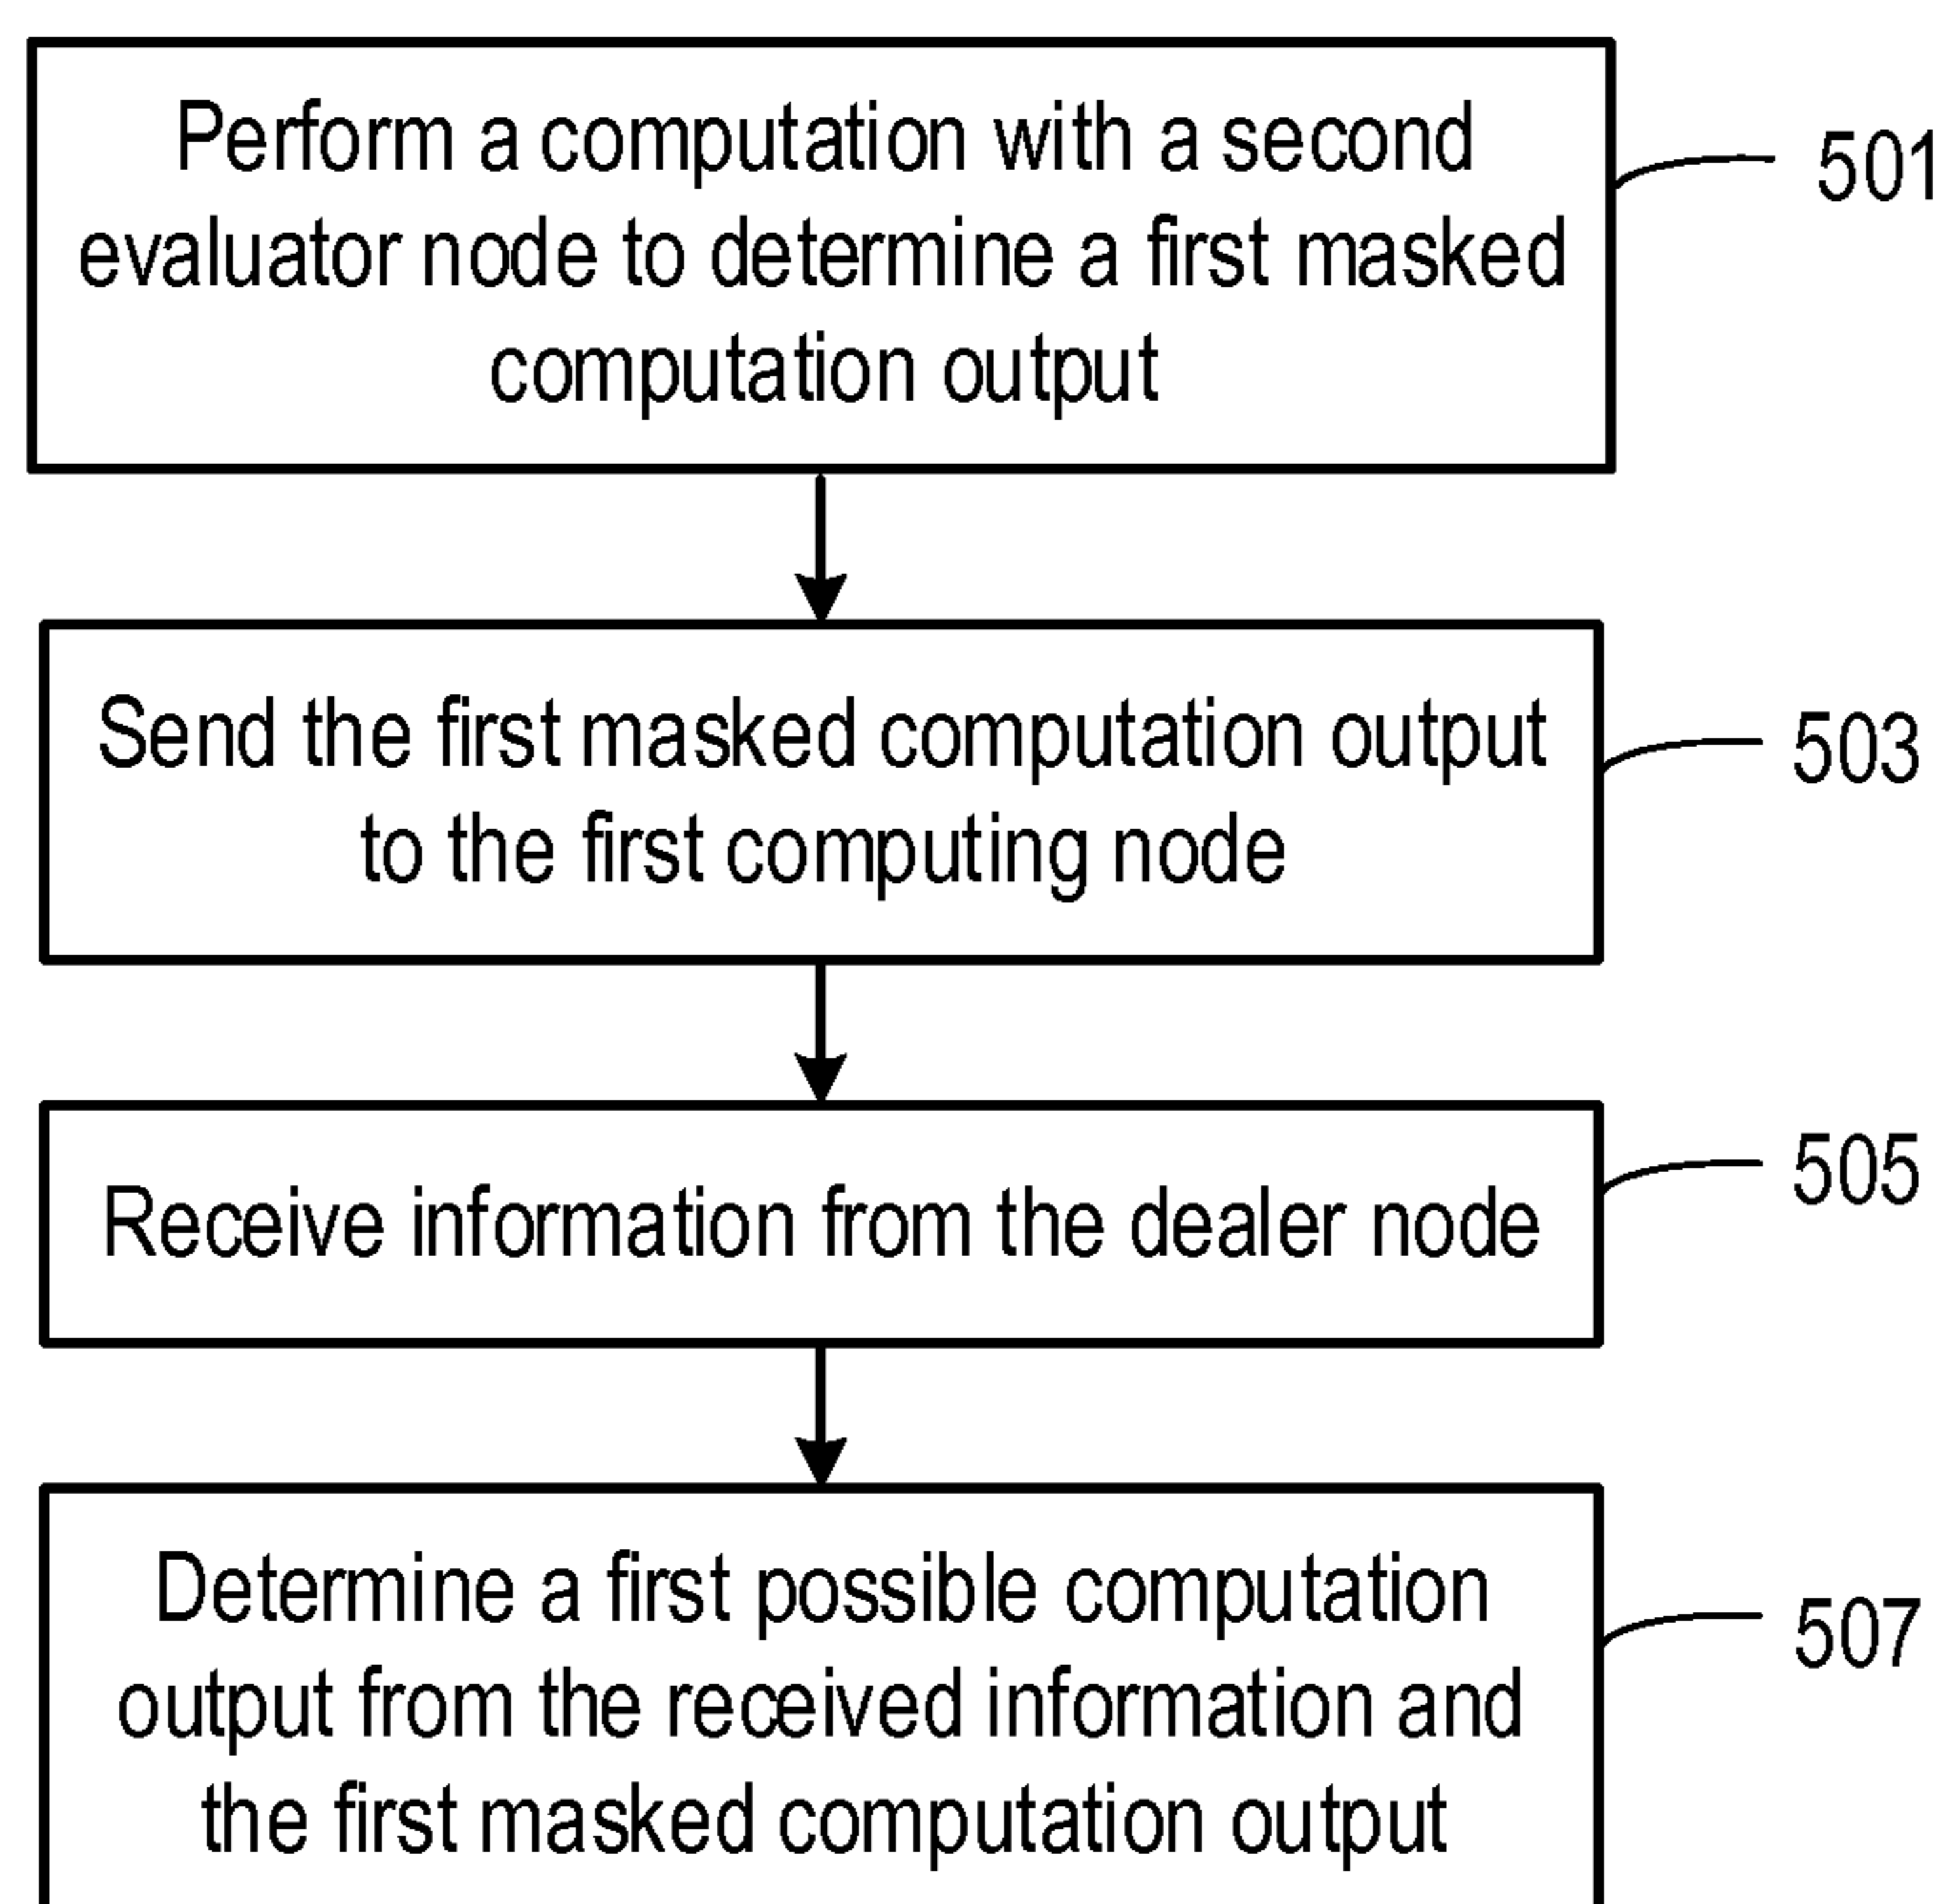 Perform a computation with a second
evaluator node to determine a first masked
computation output
501
Send the first masked computation output
to the first computing node
503
Receive information from the dealer node
505
Determine a first possible computation
output from the received information and
the first masked computation output
507